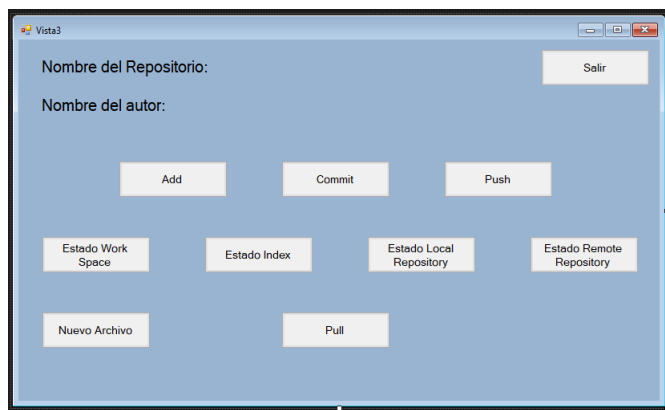 Vista3
Nombre del Repositorio:
Salir
Nombre del autor:
Add
Commit
Push
Estado Work
Space
Estado Index
Estado Local
Repository
Estado Remote
Repository
Nuevo Archivo
Pull